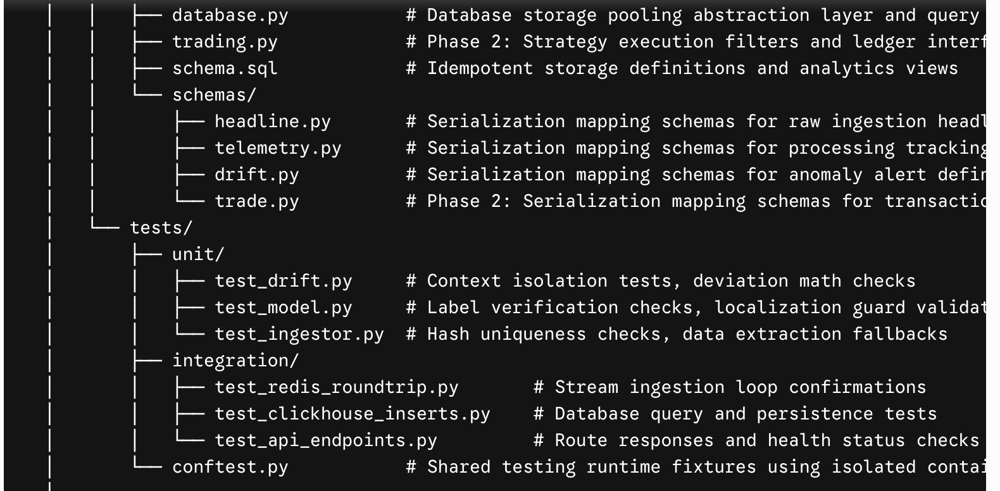 │   │   ├── database.py           # Database storage pooling abstraction layer and query
│   │   ├── trading.py            # Phase 2: Strategy execution filters and ledger
│   │   ├── schema.sql            # Idempotent storage definitions and analytics views
│   │   └── schemas/
│   │       ├── headline.py       # Serialization mapping schemas for raw ingestion
│   │       ├── telemetry.py      # Serialization mapping schemas for processing tracking
│   │       ├── drift.py          # Serialization mapping schemas for anomaly alert
│   │       └── trade.py          # Phase 2: Serialization mapping schemas for
│   └── tests/
│       ├── unit/
│       │   ├── test_drift.py     # Context isolation tests, deviation math checks
│       │   ├── test_model.py     # Label verification checks, localization guard
│       │   └── test_ingestor.py  # Hash uniqueness checks, data extraction fallbacks
│       ├── integration/
│       │   ├── test_redis_roundtrip.py       # Stream ingestion loop confirmations
│       │   ├── test_clickhouse_inserts.py    # Database query and persistence tests
│       │   └── test_api_endpoints.py         # Route responses and health status checks
│       └── conftest.py           # Shared testing runtime fixtures using isolated